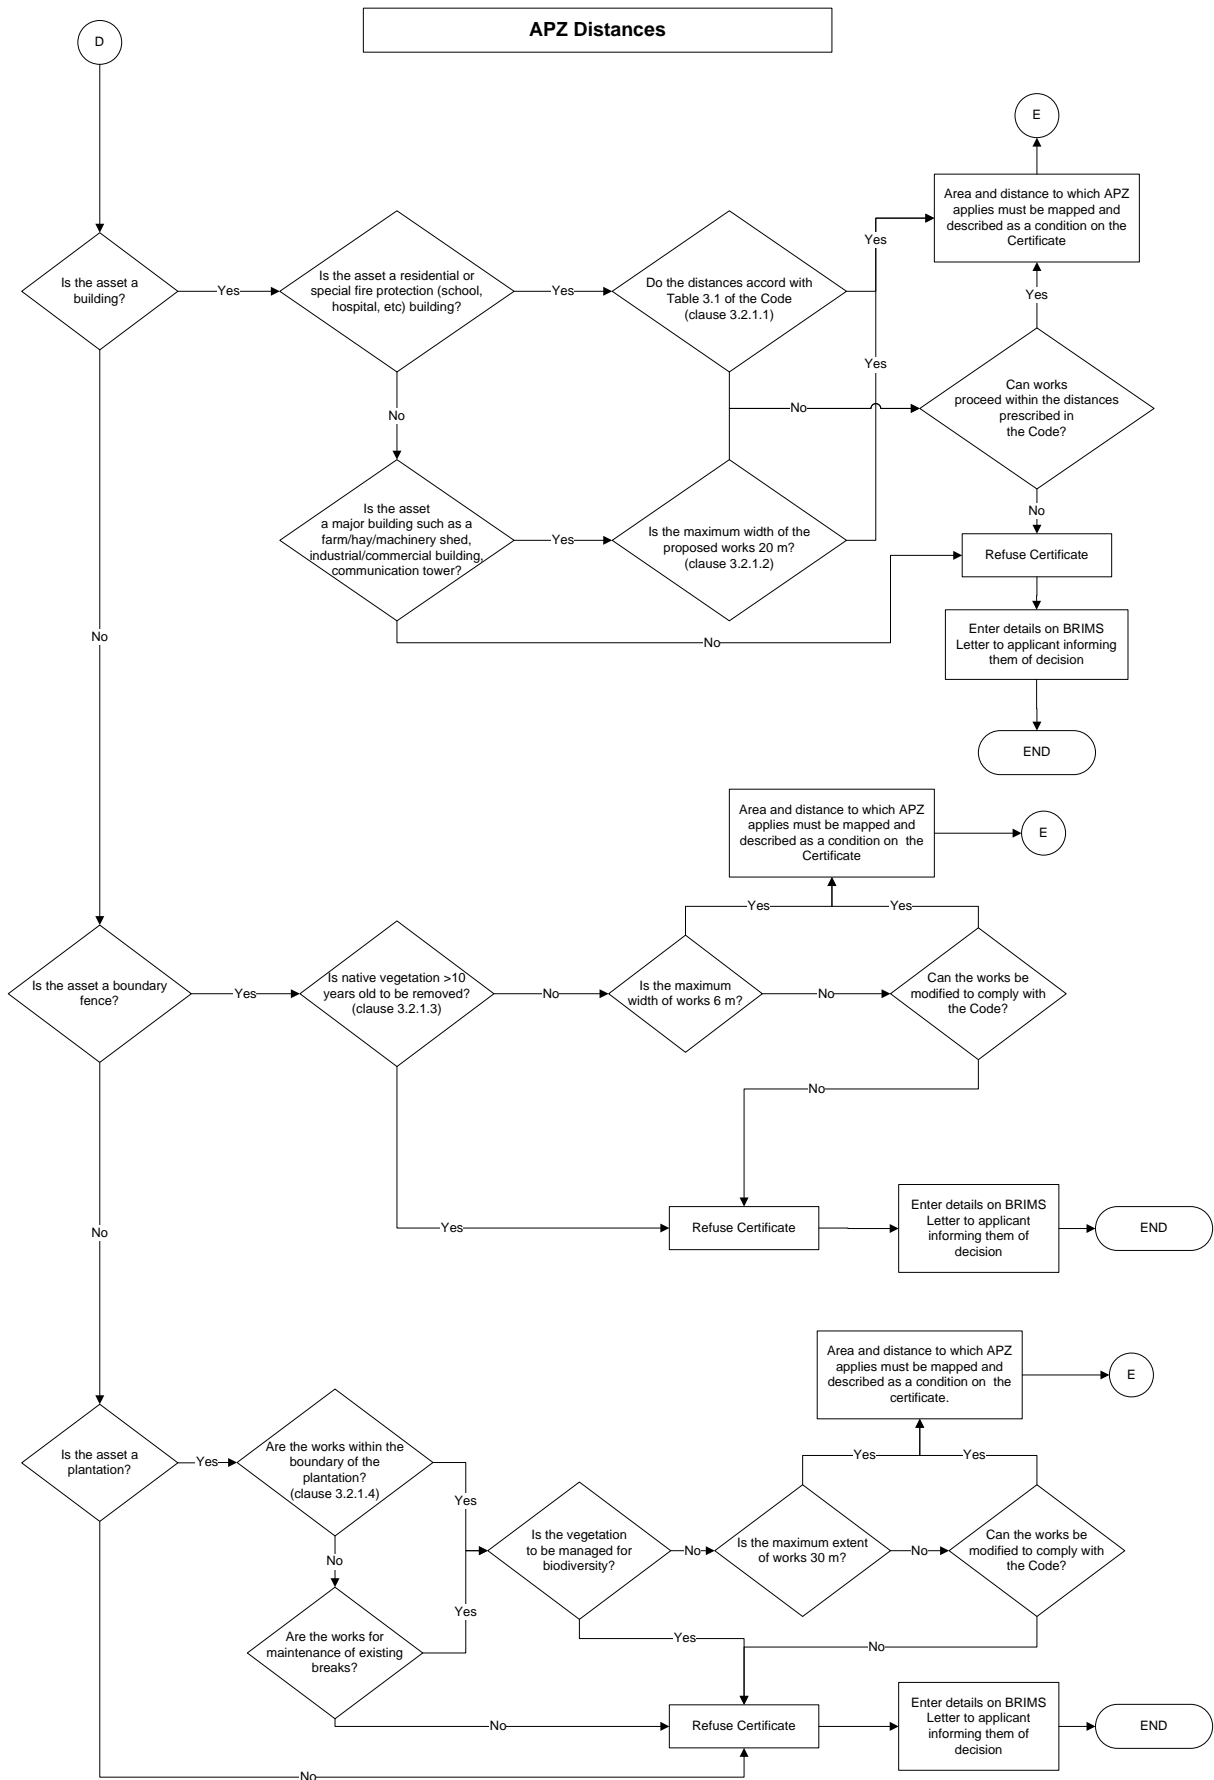 APZ Distances
D
E
Area and distance to which APZ
applies must be mapped and
described as a condition on the
Certificate
Is the asset a
building?
Yes
Is the asset a residential or
special fire protection (school,
hospital, etc) building?
Yes
Do the distances accord with
Table 3.1 of the Code
(clause 3.2.1.1)
Yes
Yes
Yes
No
No
Can works
proceed within the distances
prescribed in
the Code?
No
Is the asset
a major building such as a
farm/hay/machinery shed,
industrial/commercial building,
communication tower?
Yes
Is the maximum width of the
proposed works 20 m?
(clause 3.2.1.2)
Refuse Certificate
No
No
Enter details on BRIMS
Letter to applicant informing
them of decision
END
Area and distance to which APZ
applies must be mapped and
described as a condition on the
Certificate
E
Yes
Yes
Is the asset a boundary
fence?
Yes
Is native vegetation >10
years old to be removed?
(clause 3.2.1.3)
No
Is the maximum
width of works 6 m?
No
Can the works be
modified to comply with
the Code?
No
No
Yes
Refuse Certificate
Enter details on BRIMS
Letter to applicant
informing them of
decision
END
Area and distance to which APZ
applies must be mapped and
described as a condition on the
certificate.
E
Is the asset a
plantation?
Yes
Are the works within the
boundary of the
plantation?
(clause 3.2.1.4)
Yes
Yes
Yes
No
Is the vegetation
to be managed for
biodiversity?
No
Is the maximum extent
of works 30 m?
No
Can the works be
modified to comply with
the Code?
Yes
Are the works for
maintenance of existing
breaks?
Yes
No
No
Refuse Certificate
Enter details on BRIMS
Letter to applicant
informing them of
decision
END
No